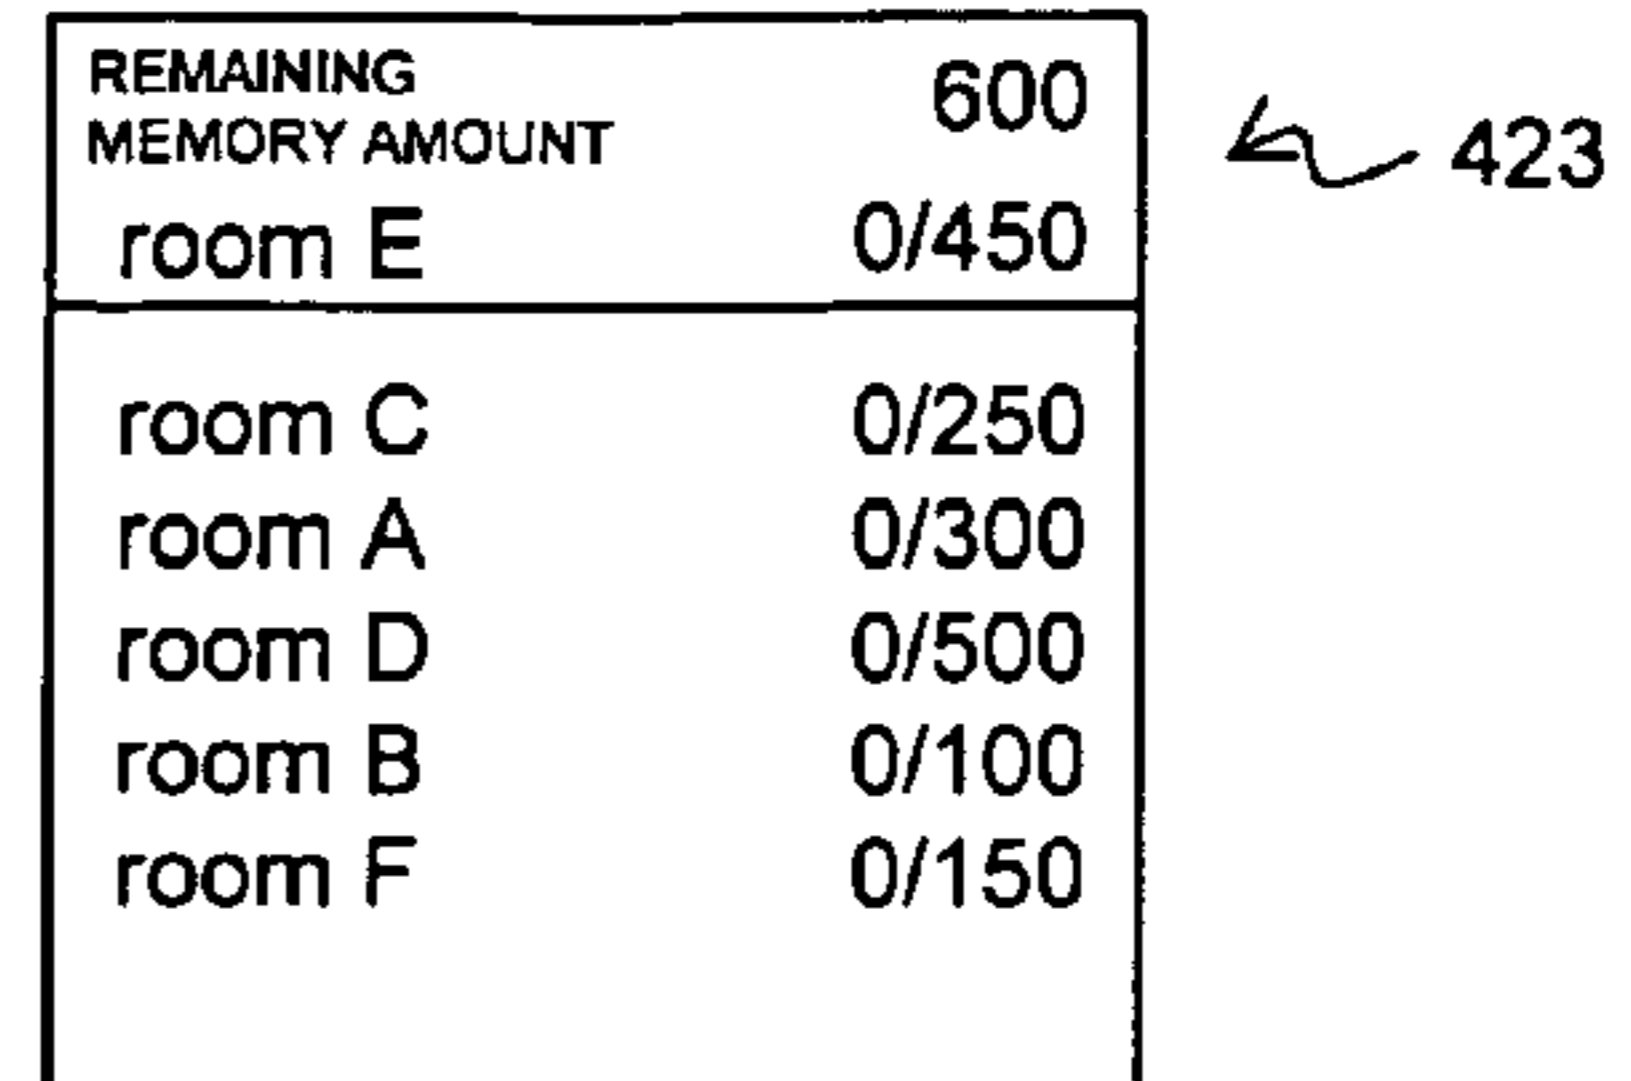 REMAINING
MEMORY AMOUNT 600
room E 0/450
room C 0/250
room A 0/300
room D 0/500
room B 0/100
room F 0/150
423